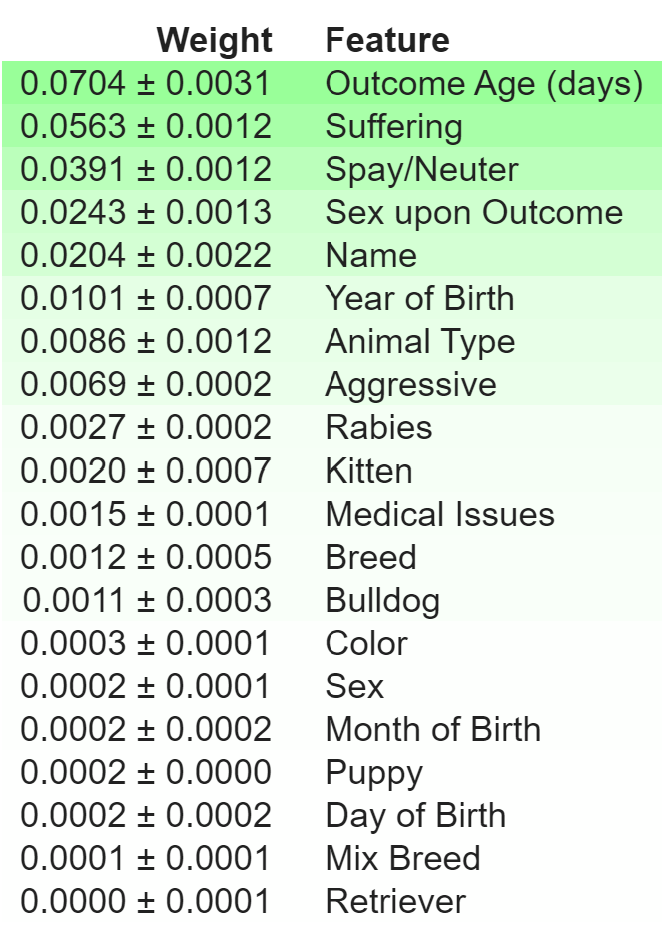 Weight Feature
0.0704 ± 0.0031 Outcome Age (days)
0.0563 ± 0.0012 Suffering
0.0391 ± 0.0012 Spay/Neuter
0.0243 ± 0.0013 Sex upon Outcome
0.0204 ± 0.0022 Name
0.0101 ± 0.0007 Year of Birth
0.0086 ± 0.0012 Animal Type
0.0069 ± 0.0002 Aggressive
0.0027 ± 0.0002 Rabies
0.0020 ± 0.0007 Kitten
0.0015 ± 0.0001 Medical Issues
0.0012 ± 0.0005 Breed
0.0011 ± 0.0003 Bulldog
0.0003 ± 0.0001 Color
0.0002 ± 0.0001 Sex
0.0002 ± 0.0002 Month of Birth
0.0002 ± 0.0000 Puppy
0.0002 ± 0.0002 Day of Birth
0.0001 ± 0.0001 Mix Breed
0.0000 ± 0.0001 Retriever